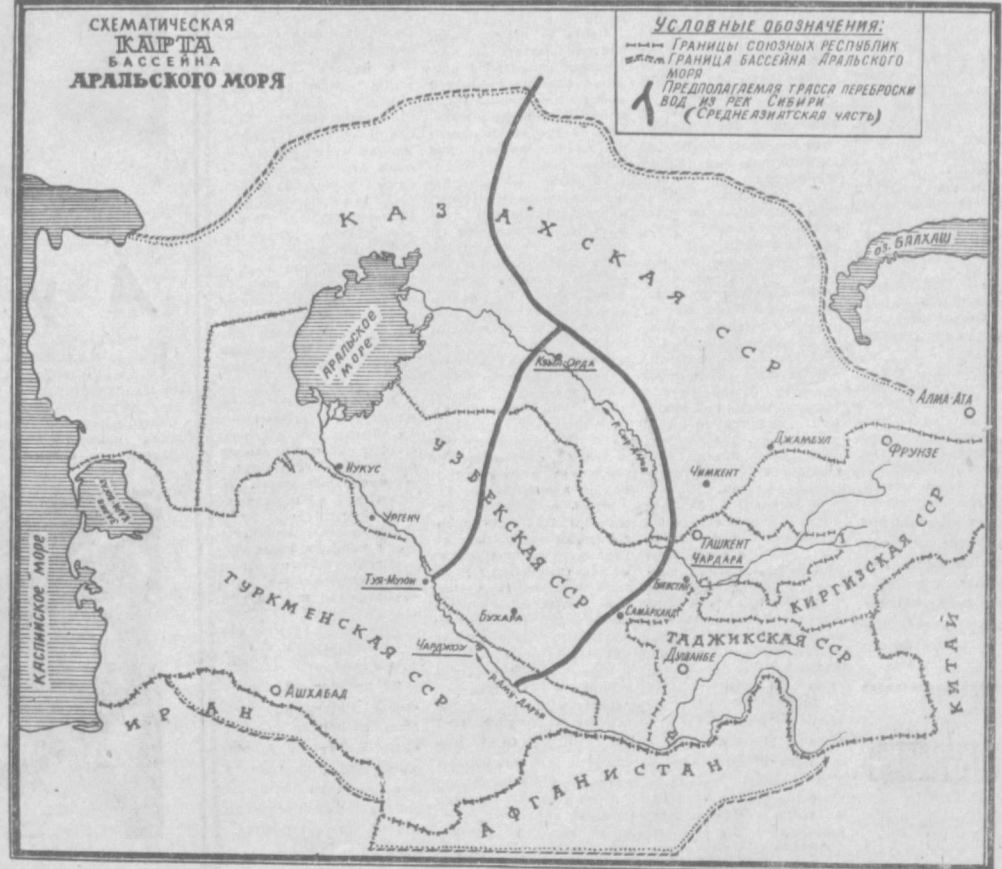 СХЕМАТИЧЕСКАЯ
КАРТА
БАССЕЙНА
АРАЛЬСКОГО МОРЯ
УСЛОВНЫЕ ОБОЗНАЧЕНИЯ:
ГРАНИЦЫ СОЮЗНЫХ РЕСПУБЛИК
ГРАНИЦА БАССЕЙНА АРАЛЬСКОГО
МОРЯ
ПРЕДПОЛАГАЕМАЯ ТРАССА ПЕРЕБРОСКИ
ВОД ИЗ РЕК СИБИРИ
(СРЕДНЕАЗИАТСКАЯ ЧАСТЬ)
КАЗАХСКАЯ ССР
ОЗ. БАЛХАШ
АРАЛЬСКОЕ
МОРЕ
КЗЫЛ-ОРДА
АЛМА-АТА
ДЖАМБУЛ
ФРУНЗЕ
Р. СЫР-ДАРЬЯ
ЧИМКЕНТ
НУКУС
УЗБЕКСКАЯ ССР
УРГЕНЧ
ТАШКЕНТ
ЧАРДАРА
КИРГИЗСКАЯ ССР
КАСПИЙСКОЕ МОРЕ
ТУРКМЕНСКАЯ ССР
ТУЯ-МУЮН
БУХАРА
САМАРКАНД
ТАДЖИКСКАЯ ССР
ЧАРДЖОУ
ДУШАНБЕ
КИТАЙ
Р. АМУ-ДАРЬЯ
АШХАБАД
ИРАН
АФГАНИСТАН